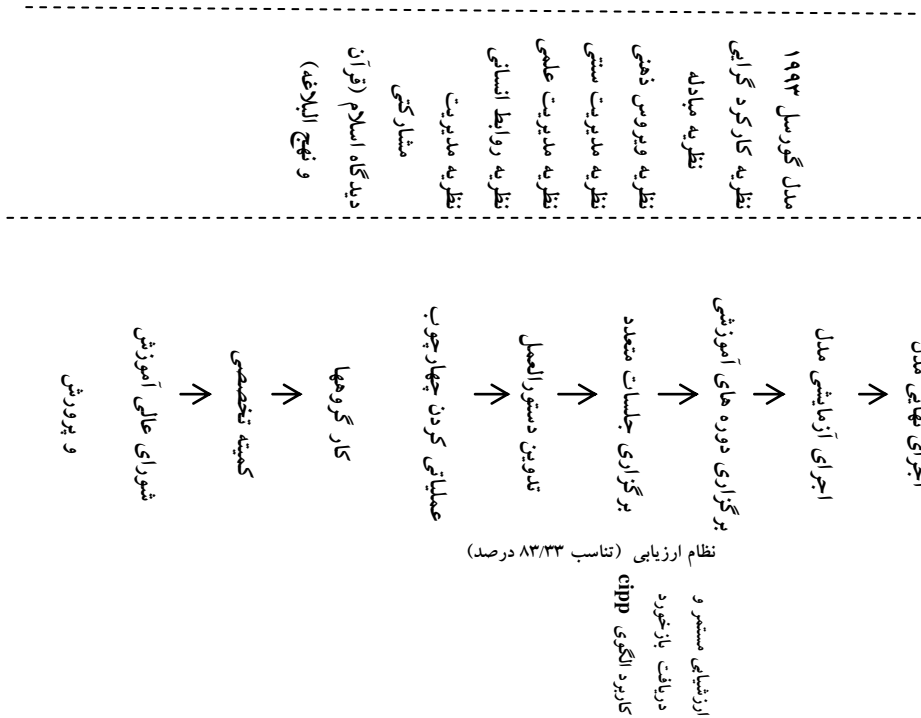 مدل گورسل ۱۹۹۳
نظریه کارکرد گرایی
نظریه مبادله
نظریه ویروس ذهنی
نظریه مدیریت سنتی
نظریه مدیریت علمی
نظریه روابط انسانی
نظریه مدیریت
مشارکتی
دیدگاه اسلام (قرآن
و نهج البلاغه)
اجرای نهایی مدل
اجرای آزمایشی مدل
برگزاری دوره های آموزشی
برگزاری جلسات متعدد
تدوین دستورالعمل
عملیاتی کردن چهارچوب
کار گروهها
کمیته تخصصی
شورای عالی آموزش
و پرورش
نظام ارزیابی (تناسب ۸۳/۳۳ درصد)
ارزشیابی مستمر و
دریافت بازخورد
کاربرد الگوی cipp